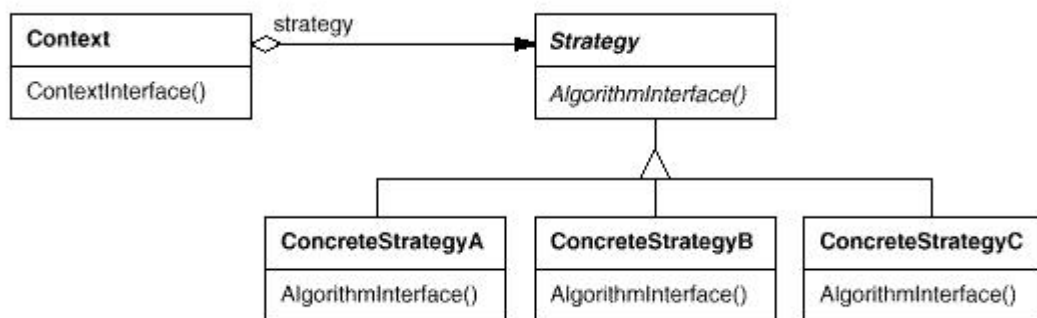 Context
ContextInterface()
strategy
Strategy
AlgorithmInterface()
ConcreteStrategyA
AlgorithmInterface()
ConcreteStrategyB
AlgorithmInterface()
ConcreteStrategyC
AlgorithmInterface()